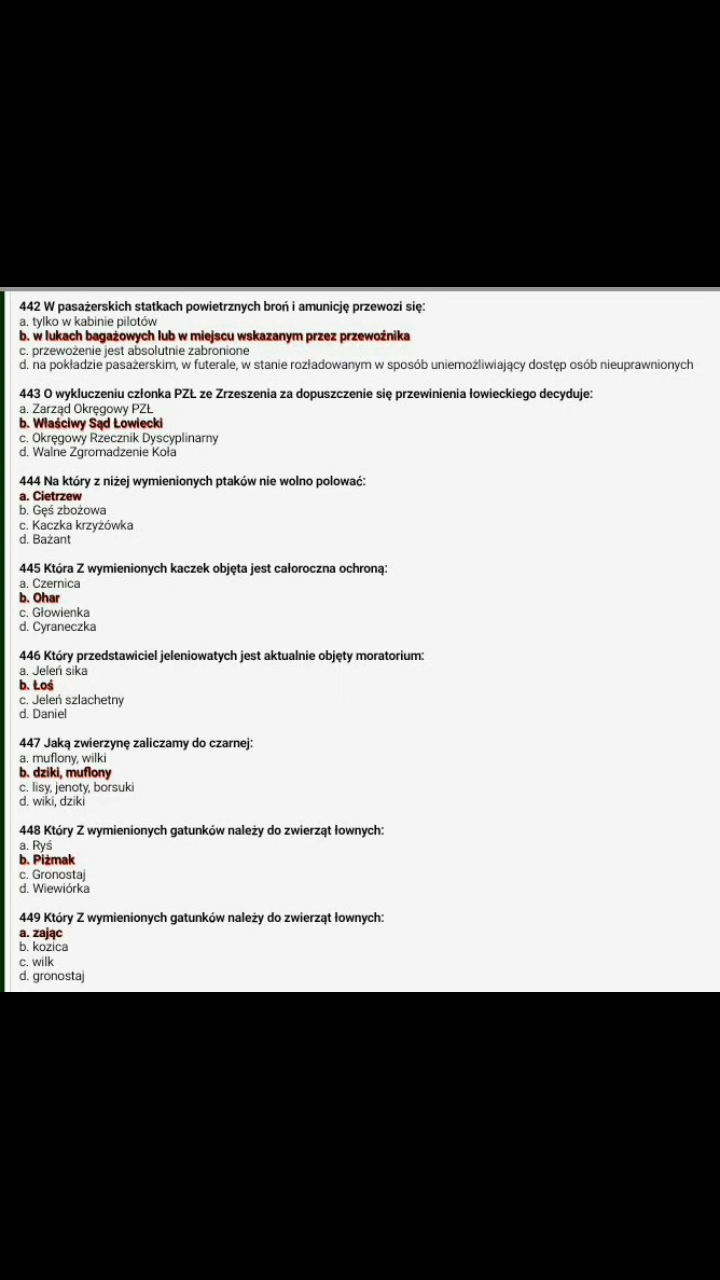 442 W pasażerskich statkach powietrznych broń i amunicję przewozi się:
a. tylko w kabinie pilotów
b. w lukach bagażowych lub w miejscu wskazanym przez przewoźnika
c. przewożenie jest absolutnie zabronione
d. na pokładzie pasażerskim, w futerale, w stanie rozładowanym w sposób uniemożliwiający dostęp osób nieuprawnionych
443 O wykluczeniu członka PZŁ ze Zrzeszenia za dopuszczenie się przewinienia łowieckiego decyduje:
a. Zarząd Okręgowy PZŁ
b. Właściwy Sąd Łowiecki
c. Okręgowy Rzecznik Dyscyplinarny
d. Walne Zgromadzenie Koła
444 Na który z niżej wymienionych ptaków nie wolno polować:
a. Cietrzew
b. Gęś zbożowa
c. Kaczka krzyżówka
d. Bażant
445 Która Z wymienionych kaczek objęta jest całoroczna ochroną:
a. Czernica
b. Ohar
c. Głowienka
d. Cyraneczka
446 Który przedstawiciel jeleniowatych jest aktualnie objęty moratorium:
a. Jeleń sika
b. Łoś
c. Jeleń szlachetny
d. Daniel
447 Jaką zwierzynę zaliczamy do czarnej:
a. muflony, wilki
b. dziki, muflony
c. lisy, jenoty, borsuki
d. wiki, dziki
448 Który Z wymienionych gatunków należy do zwierząt łownych:
a. Ryś
b. Piżmak
c. Gronostaj
d. Wiewiórka
449 Który Z wymienionych gatunków należy do zwierząt łownych:
a. zając
b. kozica
c. wilk
d. gronostaj